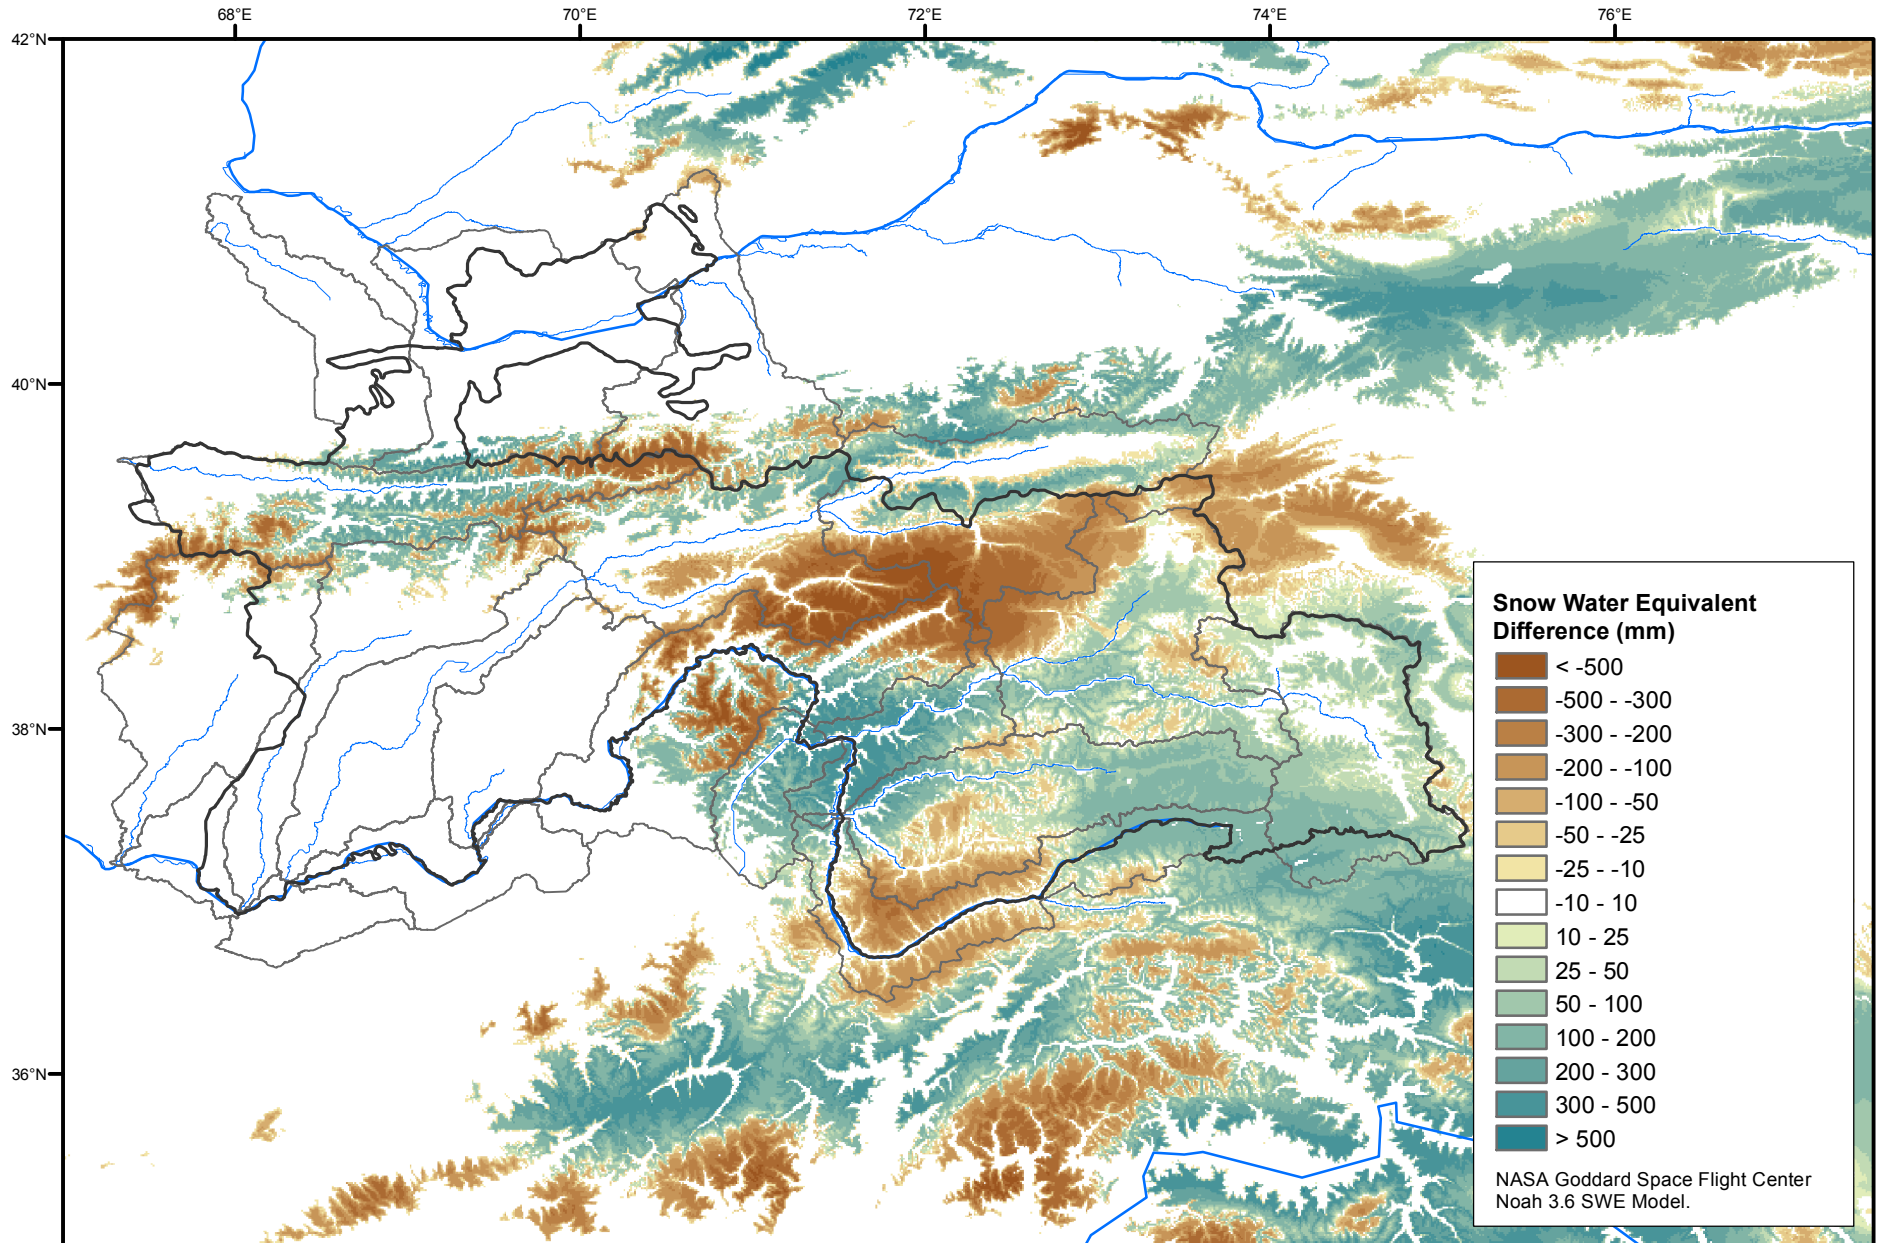 68°E
70°E
72°E
74°E
76°E
42°N
40°N
38°N
36°N
Snow Water Equivalent
Difference (mm)
< -500
-500 - -300
-300 - -200
-200 - -100
-100 - -50
-50 - -25
-25 - -10
-10 - 10
10 - 25
25 - 50
50 - 100
100 - 200
200 - 300
300 - 500
> 500
NASA Goddard Space Flight Center
Noah 3.6 SWE Model.